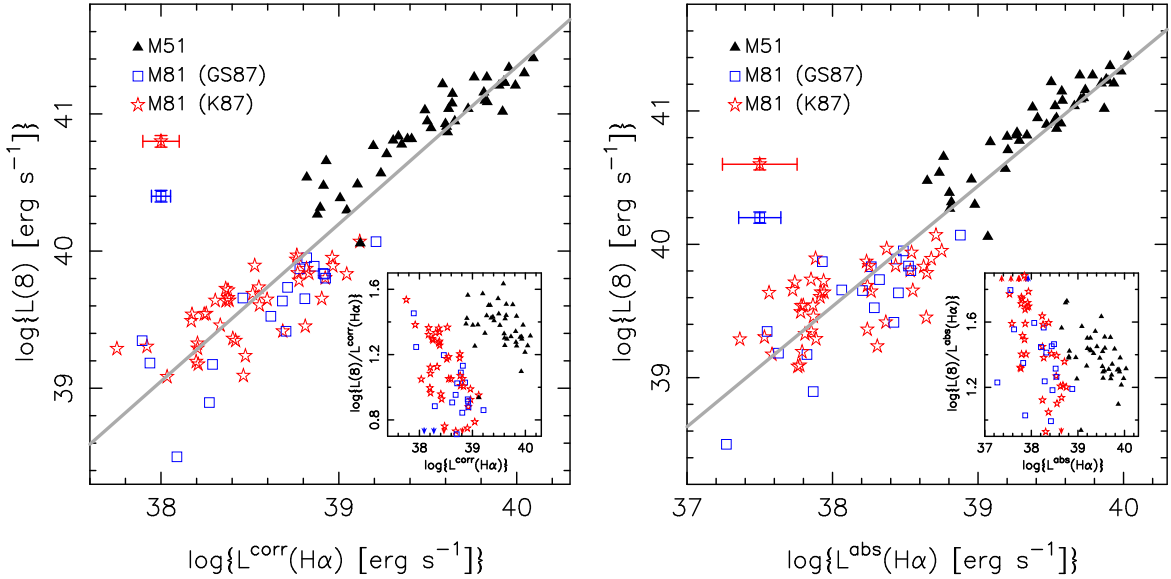 M51
M81 (GS87)
M81 (K87)
log{L(8) [erg s⁻¹]}
41
40
39
38
39
40
log{L^corr(Hα) [erg s⁻¹]}
log{L(8)/L^corr(Hα)}
1.6
1.2
0.8
38
39
40
log{L^corr(Hα)}
M51
M81 (GS87)
M81 (K87)
log{L(8) [erg s⁻¹]}
41
40
39
37
38
39
40
log{L^abs(Hα) [erg s⁻¹]}
log{L(8)/L^abs(Hα)}
1.6
1.2
37
38
39
40
log{L^abs(Hα)}